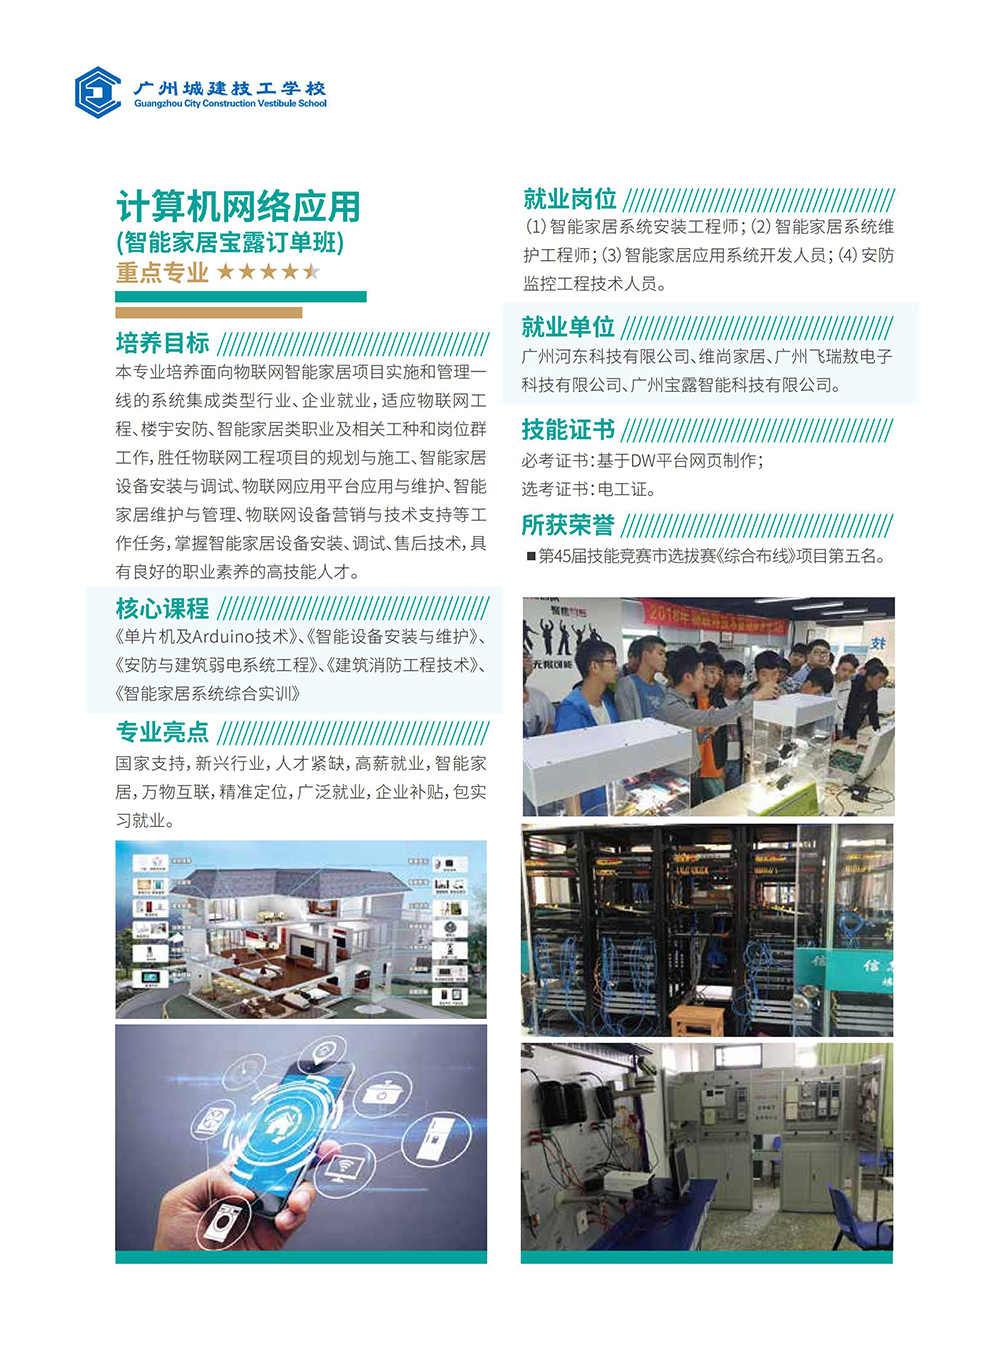 广州城建技工学校
Guangzhou City Construction Vestibule School
计算机网络应用
(智能家居宝露订单班)
重点专业
培养目标
本专业培养面向物联网智能家居项目实施和管理一
线的系统集成类型行业、企业就业，适应物联网工
程、楼宇安防、智能家居类职业及相关工种和岗位群
工作，胜任物联网工程项目的规划与施工、智能家居
设备安装与调试、物联网应用平台应用与维护、智能
家居维护与管理、物联网设备营销与技术支持等工
作任务，掌握智能家居设备安装、调试、售后技术，具
有良好的职业素养的高技能人才。
核心课程
《单片机及Arduino技术》、《智能设备安装与维护》、
《安防与建筑弱电系统工程》、《建筑消防工程技术》、
《智能家居系统综合实训》
专业亮点
国家支持，新兴行业，人才紧缺，高薪就业，智能家
居，万物互联，精准定位，广泛就业，企业补贴，包实
习就业。
就业岗位
（1）智能家居系统安装工程师；（2）智能家居系统维
护工程师；（3）智能家居应用系统开发人员；（4）安防
监控工程技术人员。
就业单位
广州河东科技有限公司、维尚家居、广州飞瑞敖电子
科技有限公司、广州宝露智能科技有限公司。
技能证书
必考证书：基于DW平台网页制作；
选考证书：电工证。
所获荣誉
■第45届技能竞赛市选拔赛《综合布线》项目第五名。
无限可能
技
信